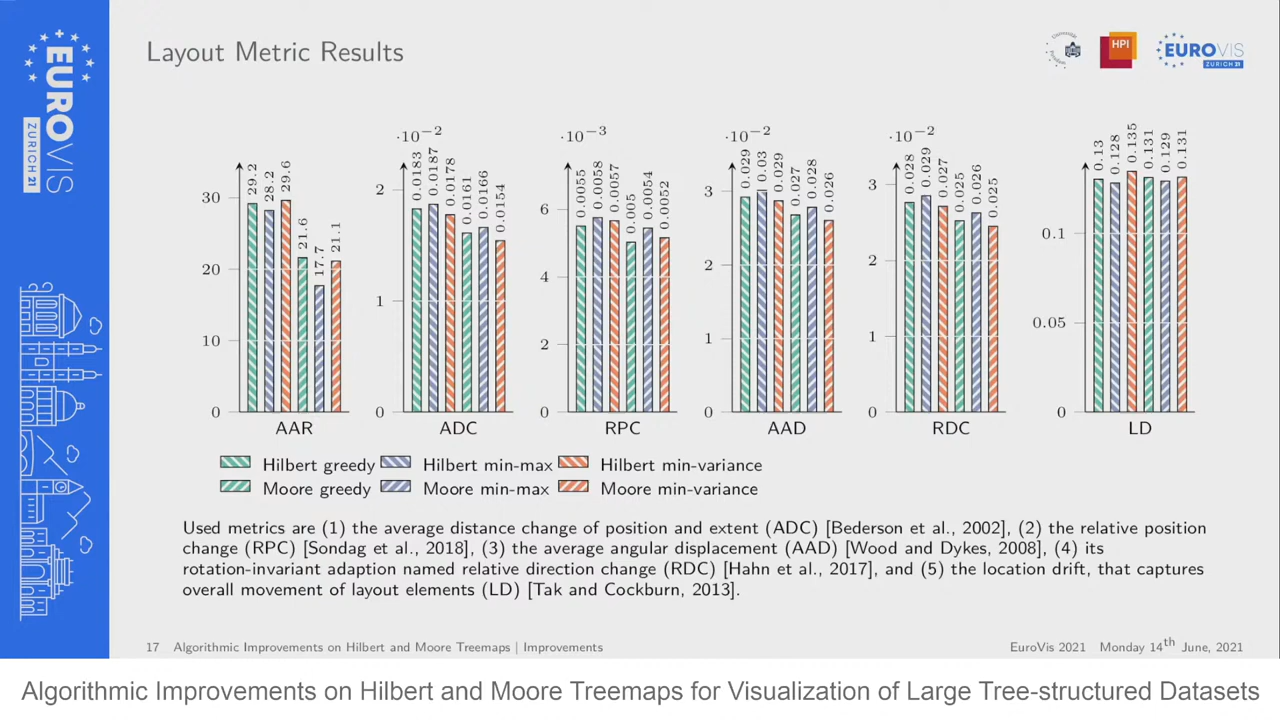 EUROVIS
ZURICH 21
Layout Metric Results
HPI
EUROVIS
ZURICH 21
·10−2
·10−3
·10−2
·10−2
30
20
10
0
29.2
28.2
29.6
21.6
17.7
21.1
AAR
2
1
0
0.0183
0.0187
0.0178
0.0161
0.0166
0.0154
ADC
6
4
2
0
0.0055
0.0058
0.0057
0.005
0.0054
0.0052
RPC
3
2
1
0
0.029
0.03
0.029
0.027
0.028
0.026
AAD
3
2
1
0
0.028
0.029
0.027
0.025
0.026
0.025
RDC
0.1
0.05
0
0.13
0.128
0.135
0.131
0.129
0.131
LD
Hilbert greedy Hilbert min-max Hilbert min-variance
Moore greedy Moore min-max Moore min-variance
Used metrics are (1) the average distance change of position and extent (ADC) [Bederson et al., 2002], (2) the relative position
change (RPC) [Sondag et al., 2018], (3) the average angular displacement (AAD) [Wood and Dykes, 2008], (4) its
rotation-invariant adaption named relative direction change (RDC) [Hahn et al., 2017], and (5) the location drift, that captures
overall movement of layout elements (LD) [Tak and Cockburn, 2013].
17 Algorithmic Improvements on Hilbert and Moore Treemaps | Improvements
EuroVis 2021 Monday 14th June, 2021
Algorithmic Improvements on Hilbert and Moore Treemaps for Visualization of Large Tree-structured Datasets